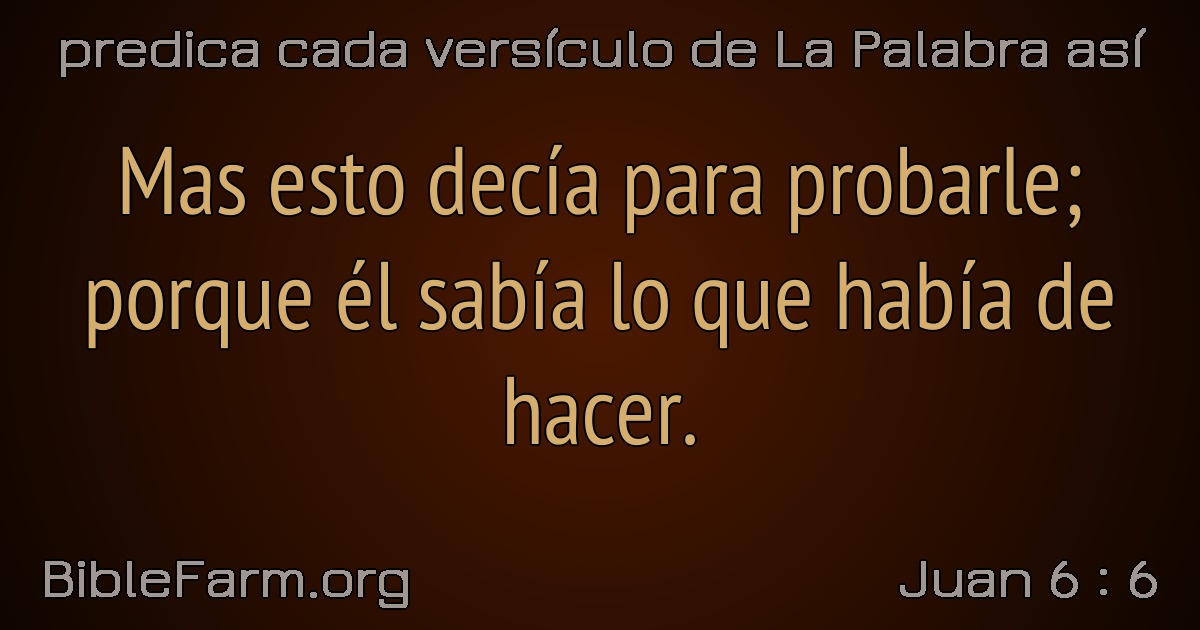 predica cada versículo de La Palabra así
Mas esto decía para probarle;
porque él sabía lo que había de
hacer.
BibleFarm.org
Juan 6 : 6